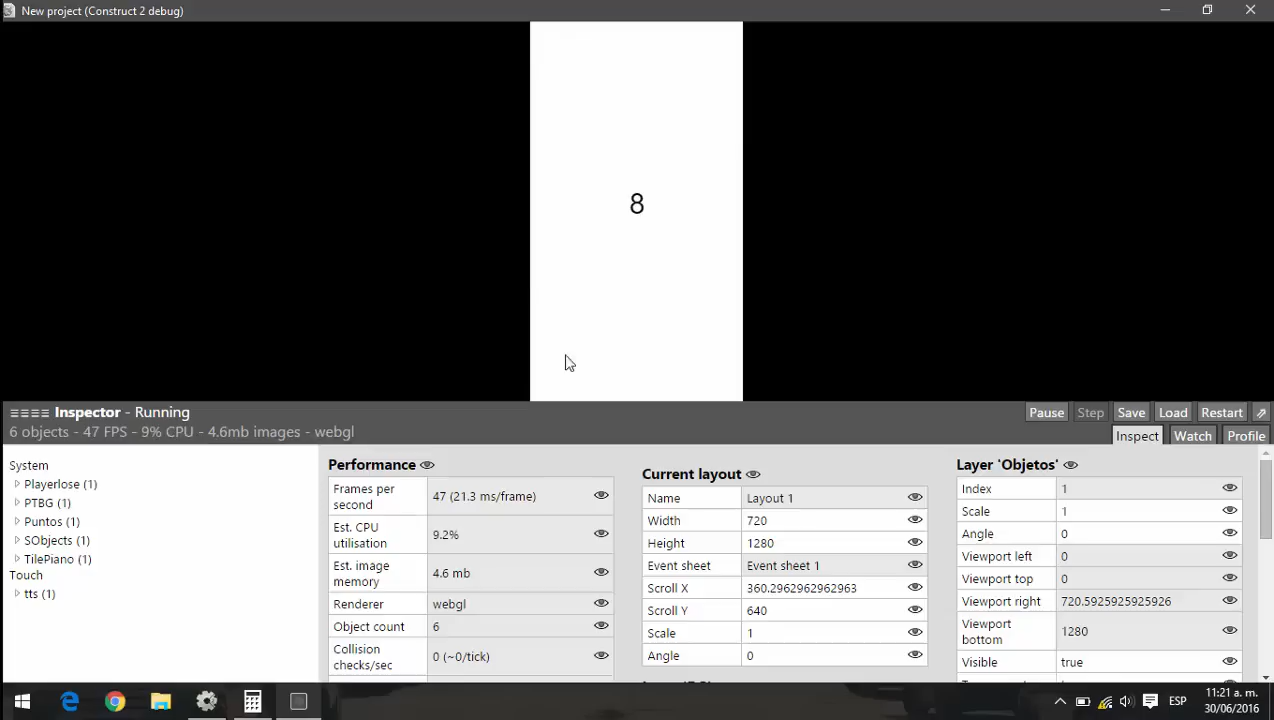 New project (Construct 2 debug)
8
Inspector - Running
Pause Step Save Load Restart
6 objects - 47 FPS - 9% CPU - 4.6mb images - webgl
Inspect Watch Profile
System
Playerlose (1)
PTBG (1)
Puntos (1)
SObjects (1)
TilePiano (1)
Touch
tts (1)
Performance
Frames per second 47 (21.3 ms/frame)
Est. CPU utilisation 9.2%
Est. image memory 4.6 mb
Renderer webgl
Object count 6
Collision checks/sec 0 (~0/tick)
Current layout
Name Layout 1
Width 720
Height 1280
Event sheet Event sheet 1
Scroll X 360.2962962962963
Scroll Y 640
Scale 1
Angle 0
Layer 'Objetos'
Index 1
Scale 1
Angle 0
Viewport left 0
Viewport top 0
Viewport right 720.5925925925926
Viewport bottom 1280
Visible true
ESP
11:21 a. m.
30/06/2016